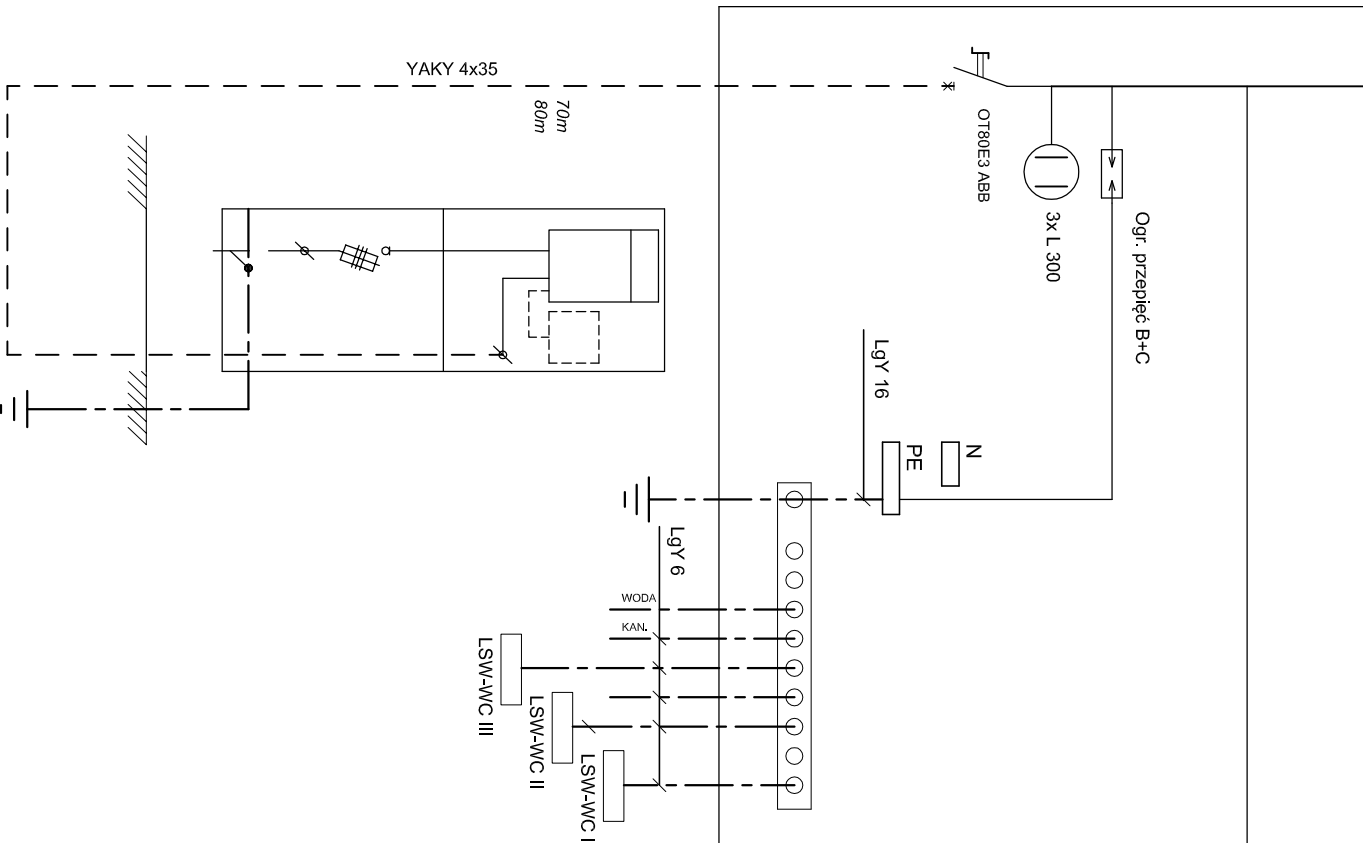 YAKY 4x35
70m
80m
OT80E3 ABB
3x L 300
Ogr. przepięć B+C
LgY 16
N
PE
LgY 6
WODA
KAN.
LSW-WC III
LSW-WC II
LSW-WC I